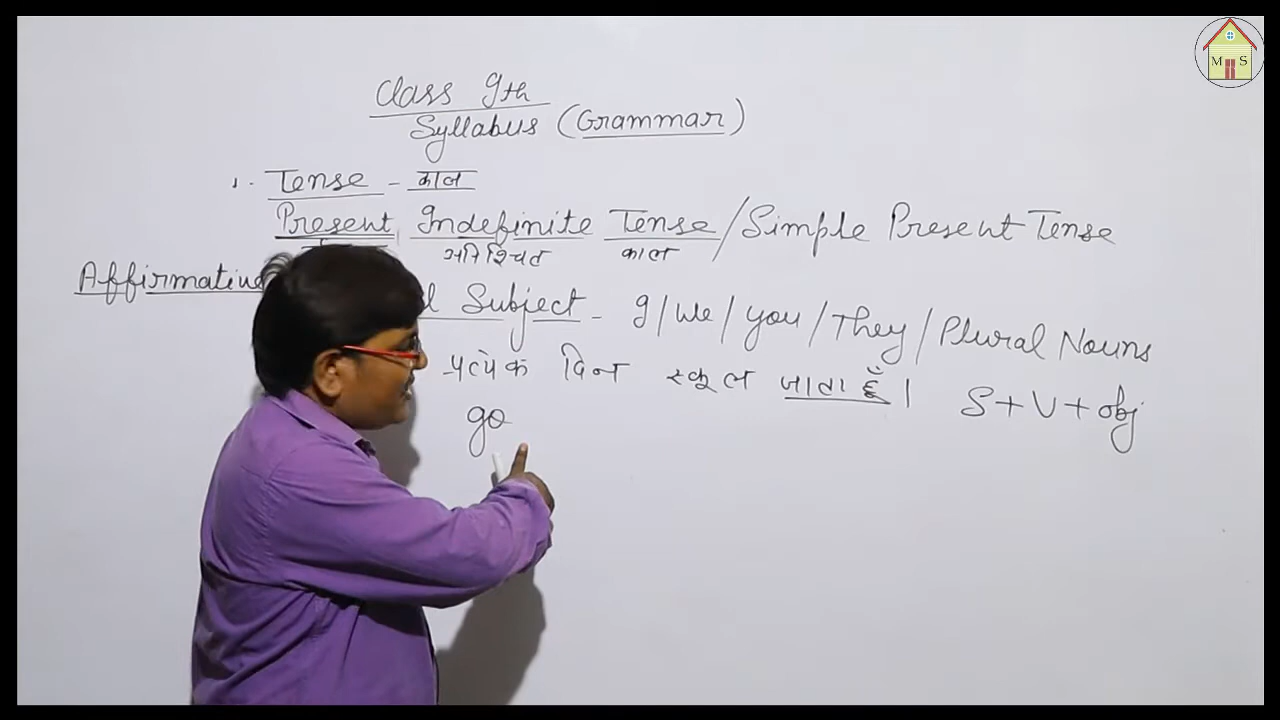 M S
Class 9th
Syllabus (Grammar)
1. Tense - काल
Present Indefinite Tense / Simple Present Tense
अनिश्चित काल
Affirmative Subject - I / We / you / They / Plural Nouns
प्रत्येक दिन स्कूल जाता हूँ । S + V + obj
go